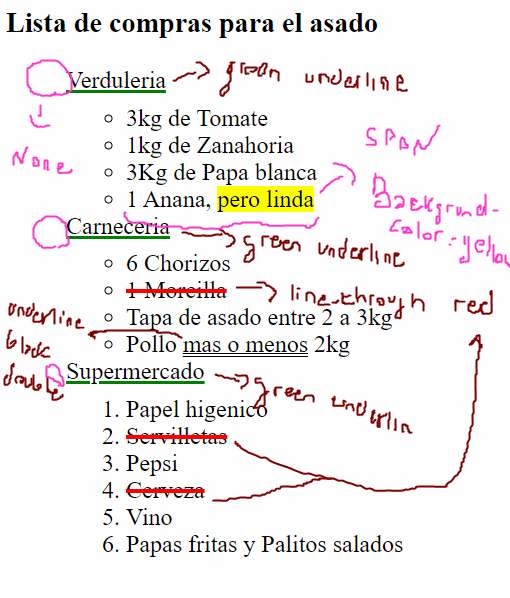 Lista de compras para el asado
Verduleria green underline
None
3kg de Tomate
1kg de Zanahoria
3Kg de Papa blanca
1 Anana, pero linda
SPAN
Background-
color: yellow
Carneceria green underline
6 Chorizos
1 Morcilla line-through red
Tapa de asado entre 2 a 3kg
Pollo mas o menos 2kg
underline
black
double
Supermercado green underlin
1. Papel higenico
2. Servilletas
3. Pepsi
4. Cerveza
5. Vino
6. Papas fritas y Palitos salados